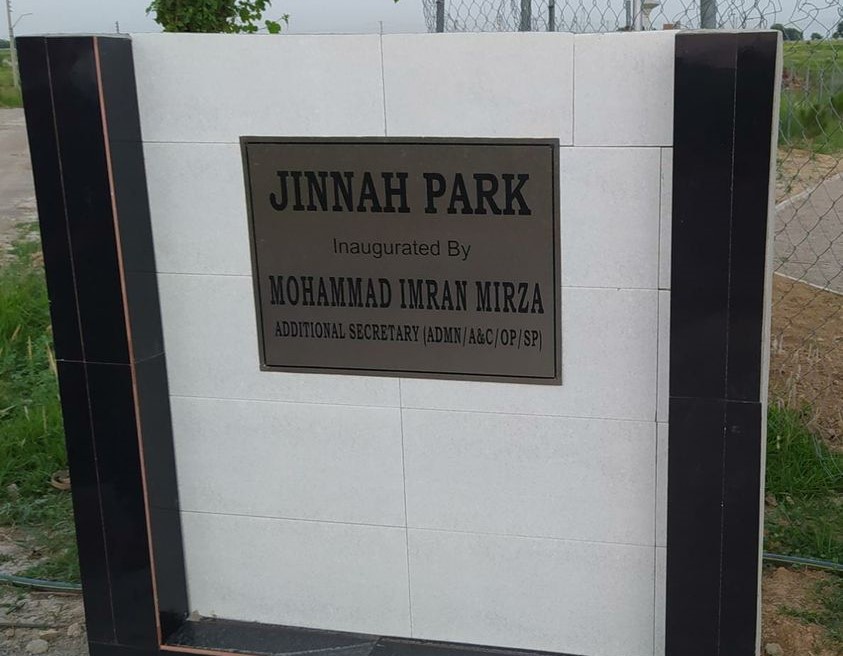 JINNAH PARK
Inaugurated By
MOHAMMAD IMRAN MIRZA
ADDITIONAL SECRETARY (ADMN/A&C/OP/SP)